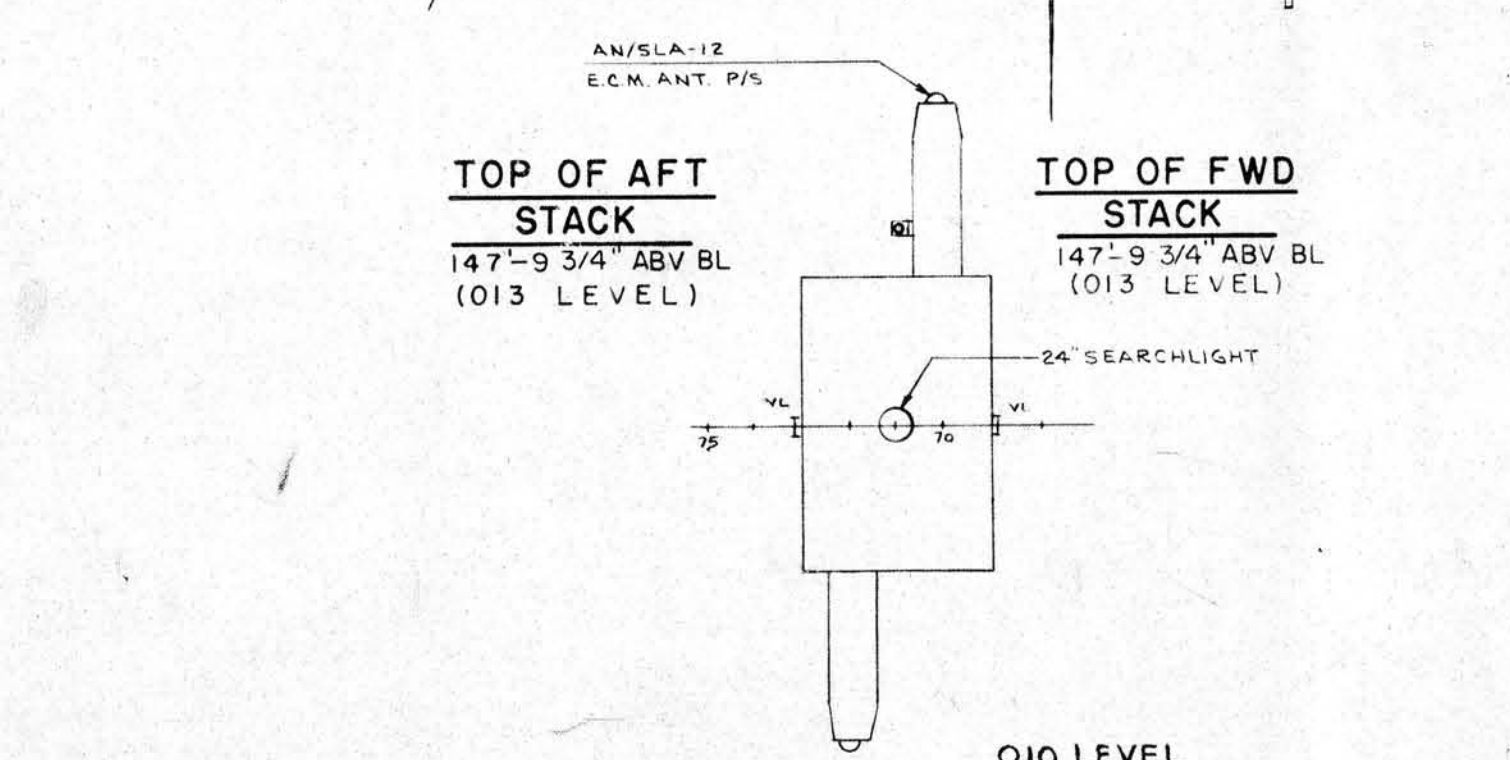 AN/SLA-12
E.C.M. ANT. P/S
TOP OF AFT
STACK
147'-9 3/4" ABV BL
(013 LEVEL)
TOP OF FWD
STACK
147'-9 3/4" ABV BL
(013 LEVEL)
24" SEARCHLIGHT
VL
VL
75
70
010 LEVEL